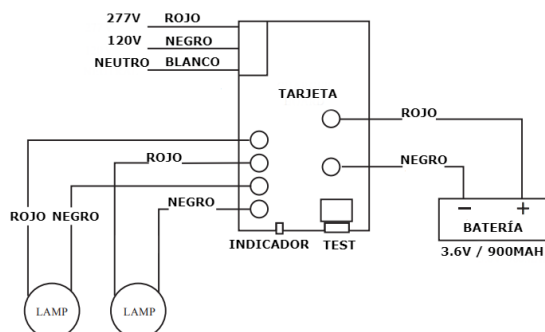 277V ROJO
120V NEGRO
NEUTRO BLANCO
TARJETA
ROJO
ROJO
NEGRO
NEGRO
ROJO NEGRO
INDICADOR TEST
− +
BATERÍA
3.6V / 900MAH
LAMP LAMP